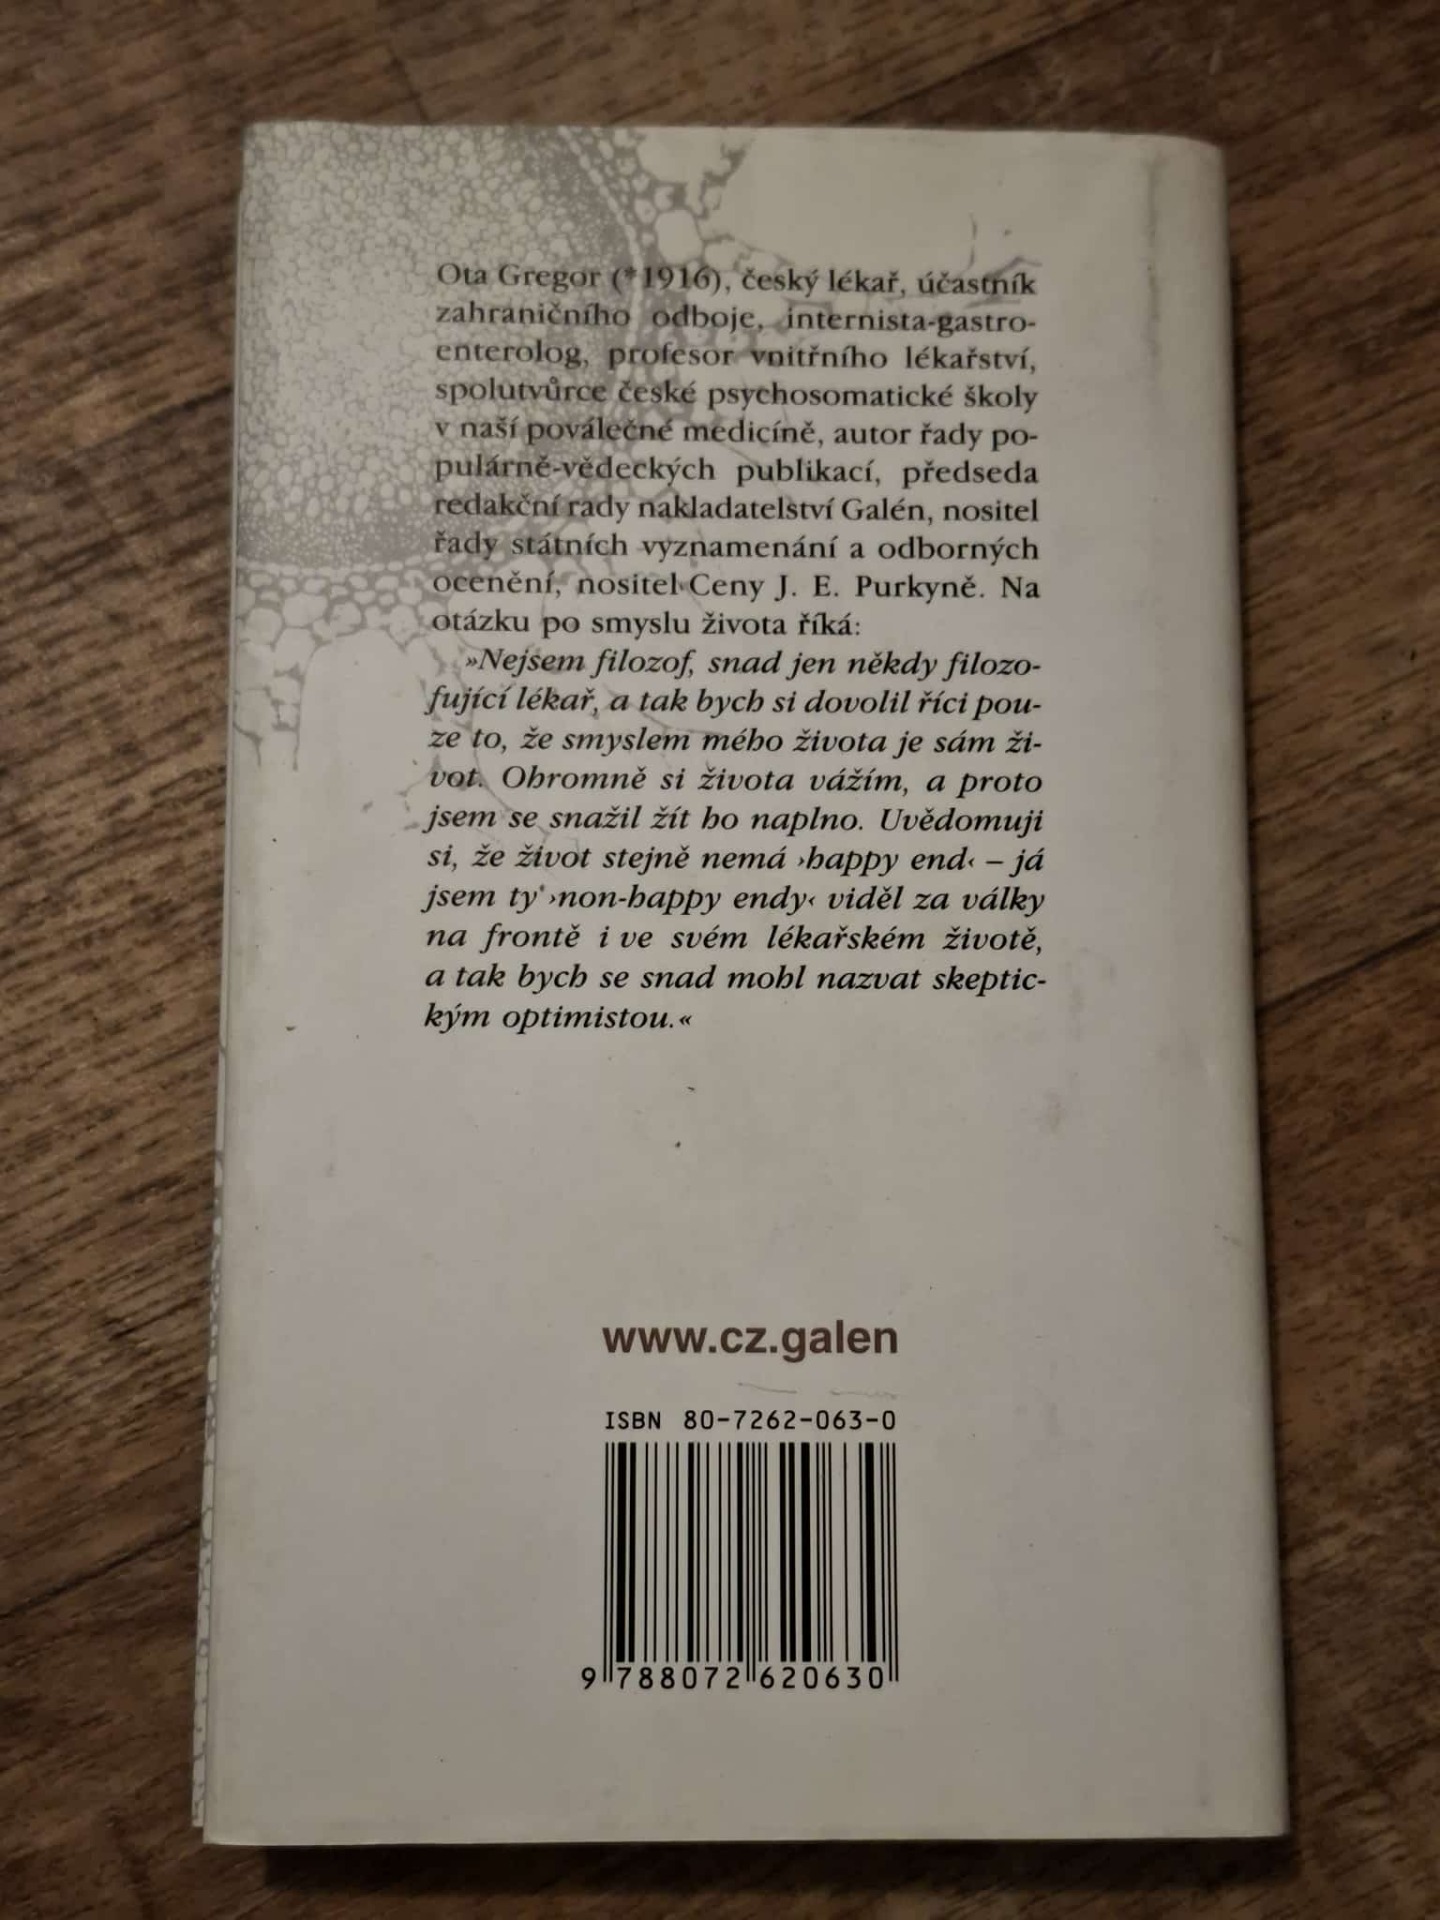 Ota Gregor (*1916), český lékař, účastník
zahraničního odboje, internista-gastro-
enterolog, profesor vnitřního lékařství,
spolutvůrce české psychosomatické školy
v naší poválečné medicíně, autor řady po-
pulárně-vědeckých publikací, předseda
redakční rady nakladatelství Galén, nositel
řady státních vyznamenání a odborných
ocenění, nositel Ceny J. E. Purkyně. Na
otázku po smyslu života říká:
»Nejsem filozof, snad jen někdy filozo-
fující lékař, a tak bych si dovolil říci pou-
ze to, že smyslem mého života je sám ži-
vot. Ohromně si života vážím, a proto
jsem se snažil žít ho naplno. Uvědomuji
si, že život stejně nemá ›happy end‹ – já
jsem ty ›non-happy endy‹ viděl za války
na frontě i ve svém lékařském životě,
a tak bych se snad mohl nazvat skeptic-
kým optimistou.«
www.cz.galen
ISBN 80-7262-063-0
9 788072 620630